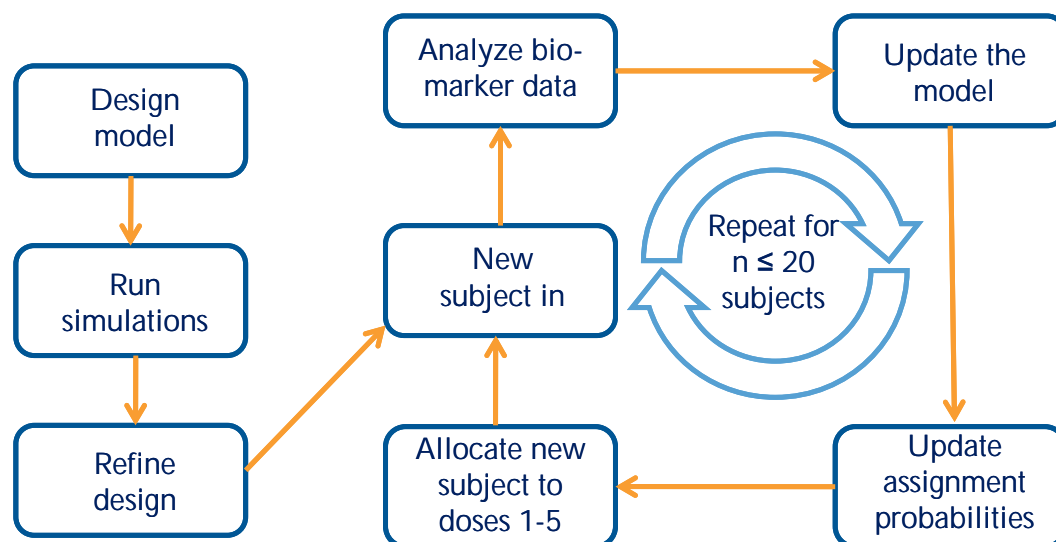 Design
model
Run
simulations
Refine
design
New
subject in
Analyze bio-
marker data
Update the
model
Update
assignment
probabilities
Allocate new
subject to
doses 1-5
Repeat for
n ≤ 20
subjects